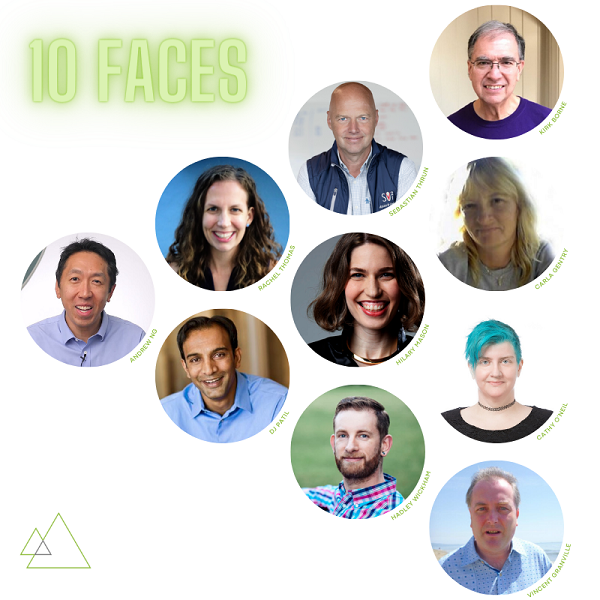 10 FACES
KIRK BORNE
SEBASTIAN THRUN
CARLA GENTRY
RACHEL THOMAS
HILARY MASON
ANDREW NG
DJ PATIL
CATHY O'NEIL
HADLEY WICKHAM
VINCENT GRANVILLE